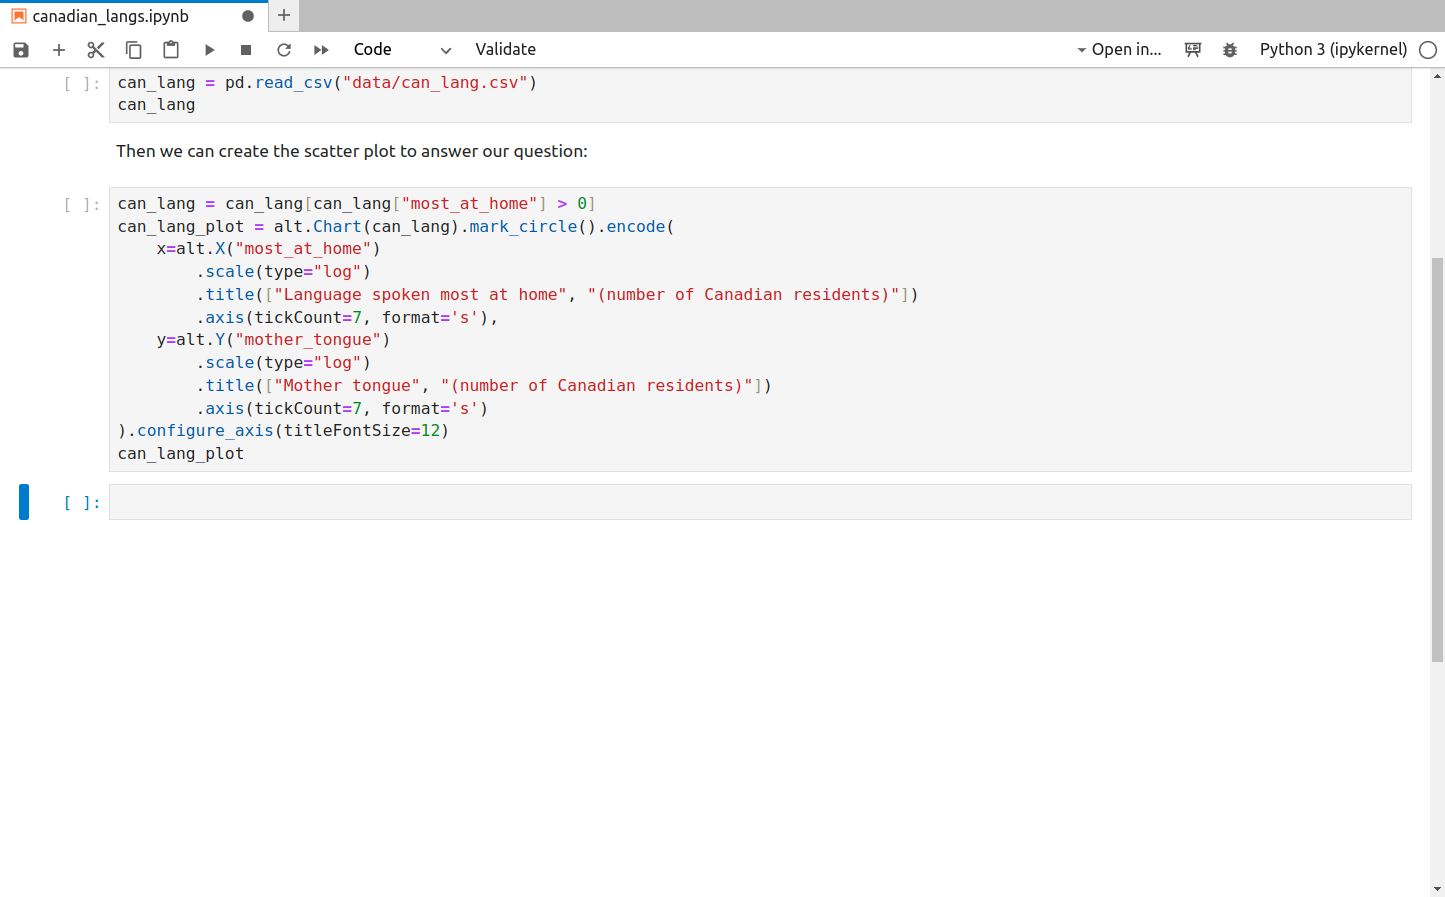 canadian_langs.ipynb
Code
Validate
Open in...
Python 3 (ipykernel)
[ ]: can_lang = pd.read_csv("data/can_lang.csv")
can_lang
Then we can create the scatter plot to answer our question:
[ ]: can_lang = can_lang[can_lang["most_at_home"] > 0]
can_lang_plot = alt.Chart(can_lang).mark_circle().encode(
    x=alt.X("most_at_home")
        .scale(type="log")
        .title(["Language spoken most at home", "(number of Canadian residents)"])
        .axis(tickCount=7, format='s'),
    y=alt.Y("mother_tongue")
        .scale(type="log")
        .title(["Mother tongue", "(number of Canadian residents)"])
        .axis(tickCount=7, format='s')
).configure_axis(titleFontSize=12)
can_lang_plot
[ ]: